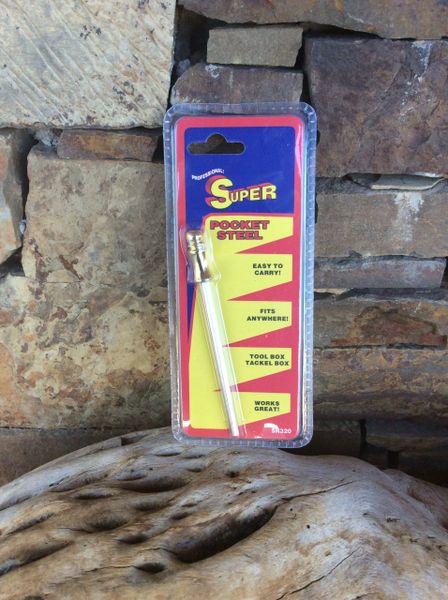 PROFESSIONAL!
SUPER
POCKET
STEEL
EASY TO
CARRY!
FITS
ANYWHERE!
TOOL BOX
TACKEL BOX
WORKS
GREAT!
SH320